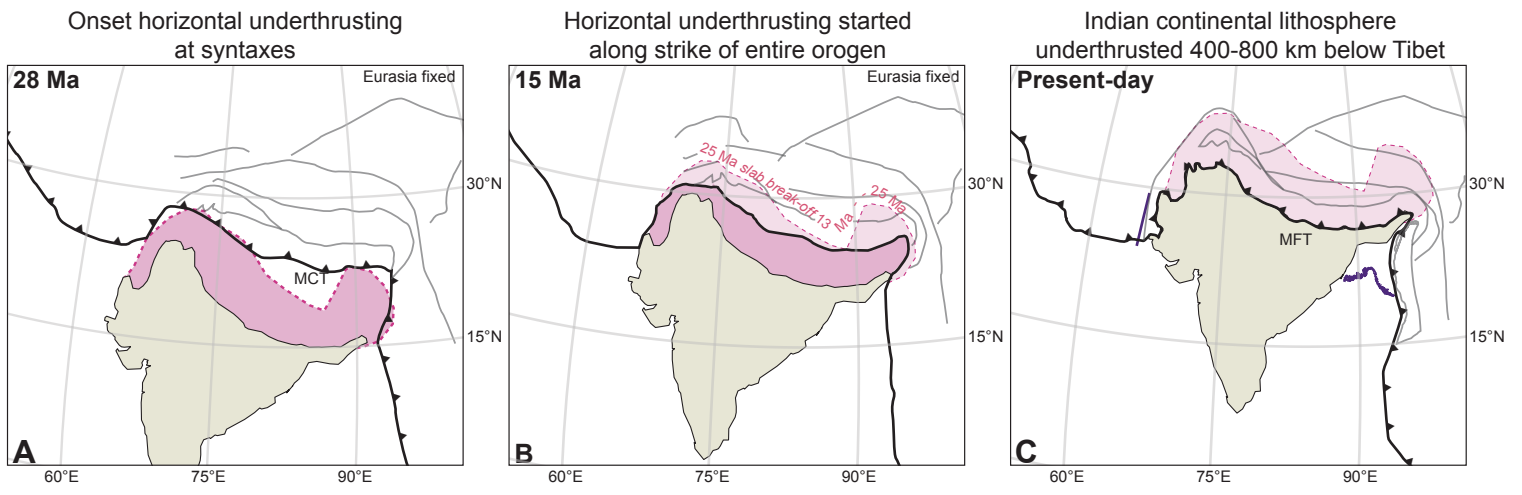 Onset horizontal underthrusting
at syntaxes
28 Ma
Eurasia fixed
MCT
A
60°E
75°E
90°E
30°N
15°N
Horizontal underthrusting started
along strike of entire orogen
15 Ma
Eurasia fixed
25 Ma slab break-off 13 Ma
25 Ma
B
60°E
75°E
90°E
30°N
15°N
Indian continental lithosphere
underthrusted 400-800 km below Tibet
Present-day
MFT
C
60°E
75°E
90°E
30°N
15°N